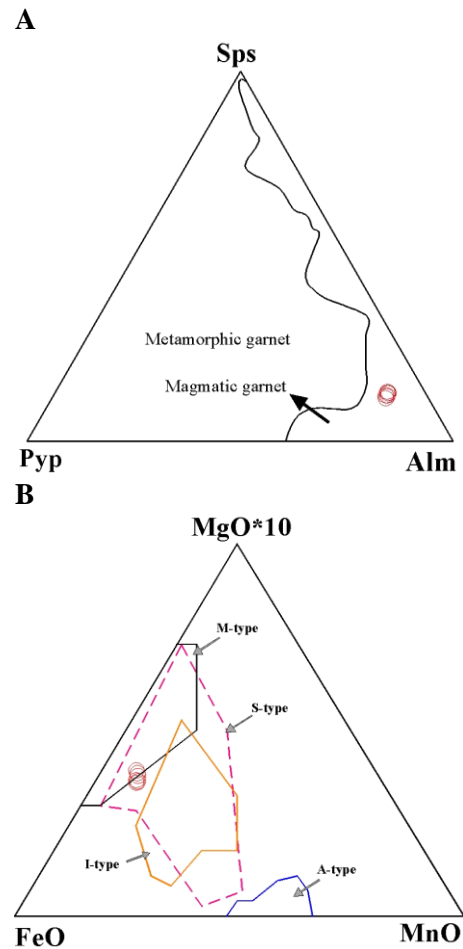 A
Sps
Metamorphic garnet
Magmatic garnet
Pyp Alm
B
MgO*10
M-type
S-type
I-type
A-type
FeO MnO